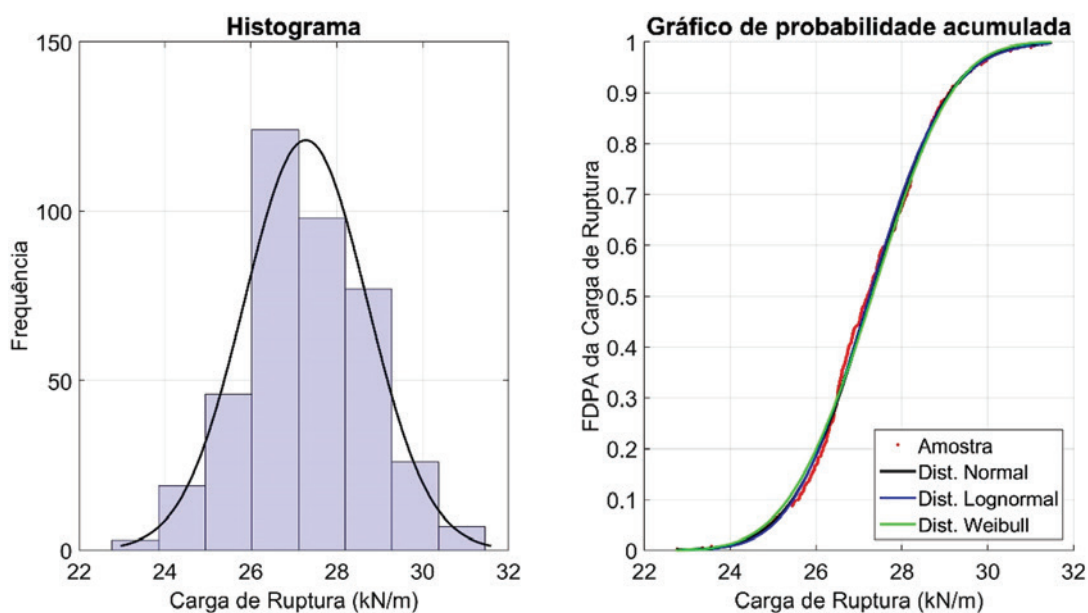 Histograma
150
100
50
0
Frequência
22
24
26
28
30
32
Carga de Ruptura (kN/m)
Gráfico de probabilidade acumulada
1
0.9
0.8
0.7
0.6
0.5
0.4
0.3
0.2
0.1
0
FDPA da Carga de Ruptura
Amostra
Dist. Normal
Dist. Lognormal
Dist. Weibull
22
24
26
28
30
32
Carga de Ruptura (kN/m)